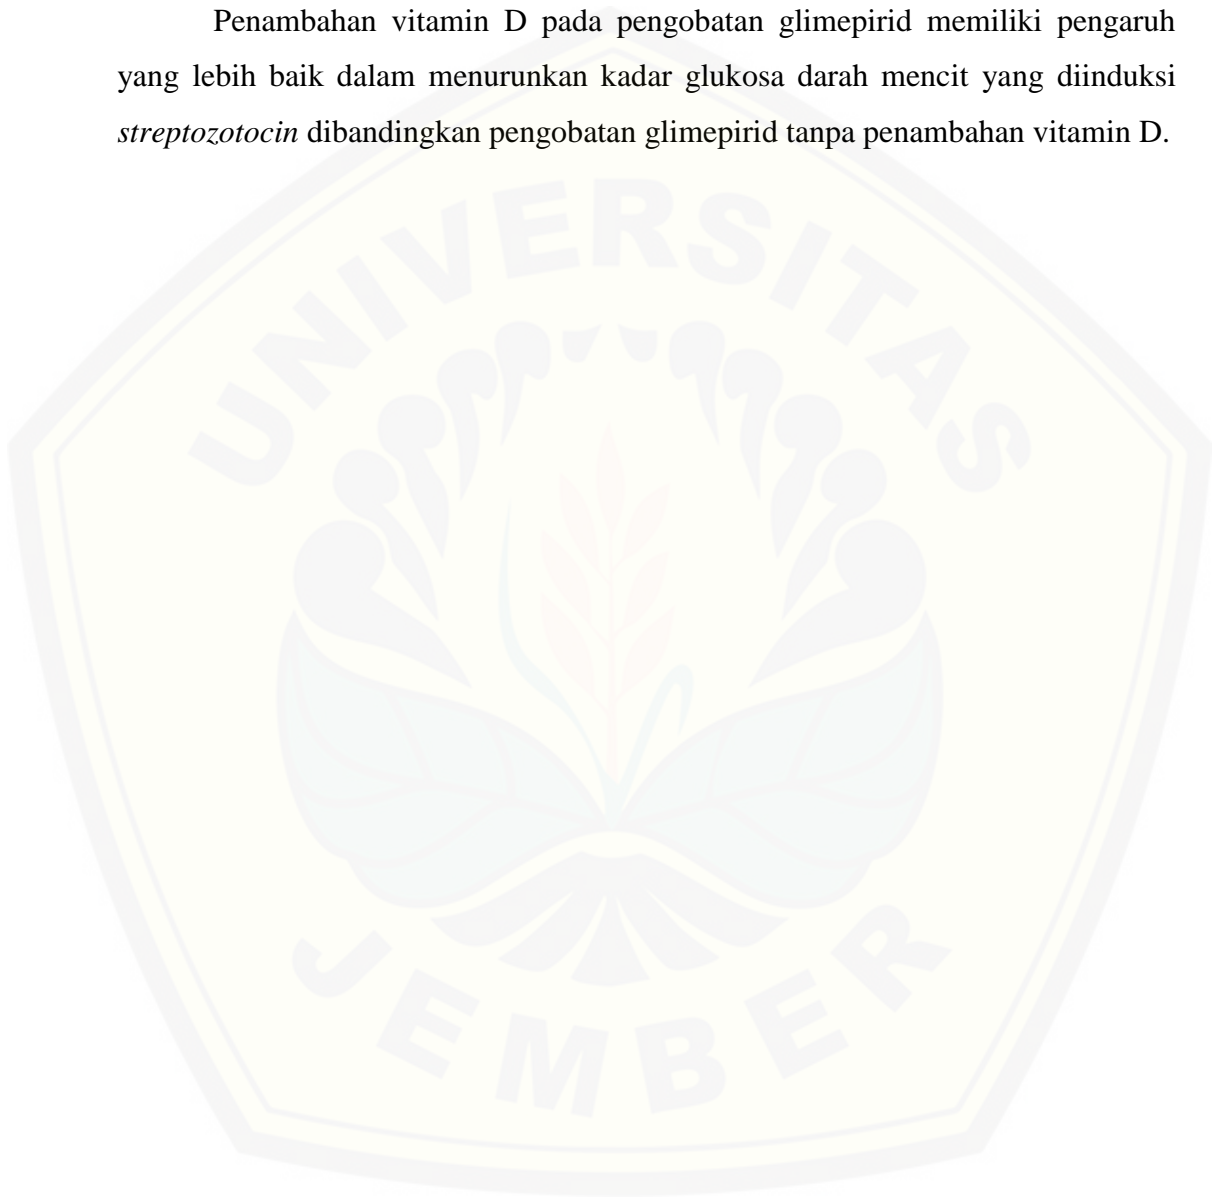 Penambahan vitamin D pada pengobatan glimepirid memiliki pengaruh
yang lebih baik dalam menurunkan kadar glukosa darah mencit yang diinduksi
streptozotocin dibandingkan pengobatan glimepirid tanpa penambahan vitamin D.
UNIVERSITAS
JEMBER